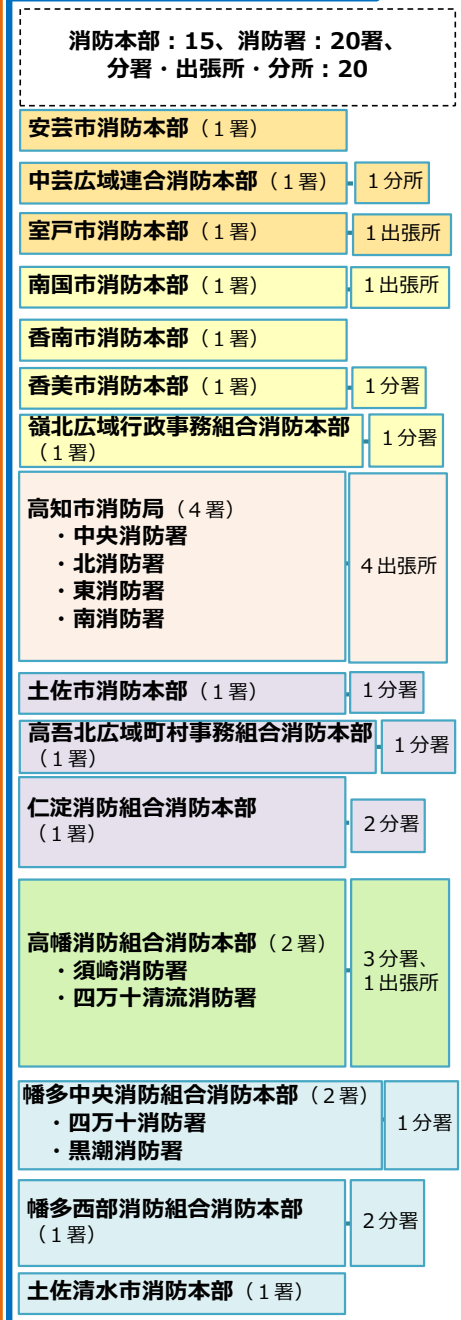 消防本部：15、消防署：20署、
分署・出張所・分所：20
安芸市消防本部（１署）
中芸広域連合消防本部（１署）
１分所
室戸市消防本部（１署）
１出張所
南国市消防本部（１署）
１出張所
香南市消防本部（１署）
香美市消防本部（１署）
１分署
嶺北広域行政事務組合消防本部
（１署）
１分署
高知市消防局（４署）
・中央消防署
・北消防署
・東消防署
・南消防署
４出張所
土佐市消防本部（１署）
１分署
高吾北広域町村事務組合消防本部
（１署）
１分署
仁淀消防組合消防本部
（１署）
２分署
高幡消防組合消防本部（２署）
・須崎消防署
・四万十清流消防署
３分署、
１出張所
幡多中央消防組合消防本部（２署）
・四万十消防署
・黒潮消防署
１分署
幡多西部消防組合消防本部
（１署）
２分署
土佐清水市消防本部（１署）